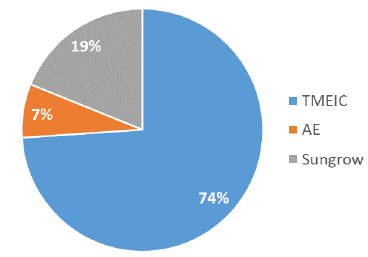 19%
7%
74%
TMEIC
AE
Sungrow